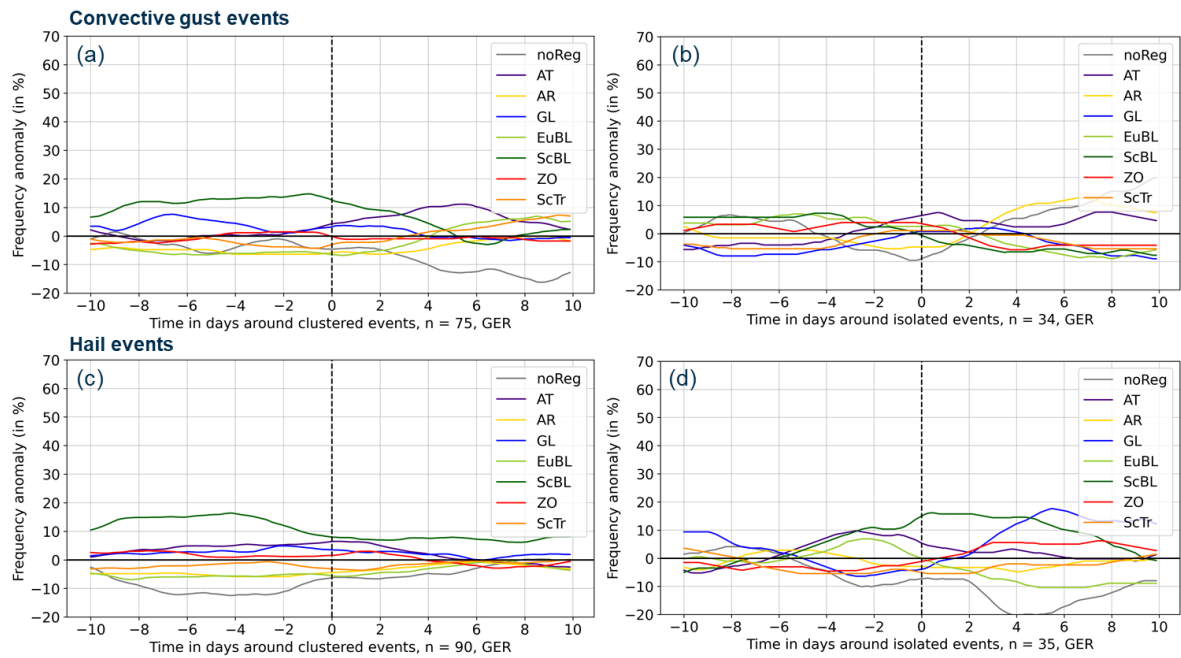 Convective gust events
(a)
Frequency anomaly (in %)
70
60
50
40
30
20
10
0
−10
−20
noReg
AT
AR
GL
EuBL
ScBL
ZO
ScTr
−10 −8 −6 −4 −2 0 2 4 6 8 10
Time in days around clustered events, n = 75, GER
(b)
Frequency anomaly (in %)
70
60
50
40
30
20
10
0
−10
−20
noReg
AT
AR
GL
EuBL
ScBL
ZO
ScTr
−10 −8 −6 −4 −2 0 2 4 6 8 10
Time in days around isolated events, n = 34, GER
Hail events
(c)
Frequency anomaly (in %)
70
60
50
40
30
20
10
0
−10
−20
noReg
AT
AR
GL
EuBL
ScBL
ZO
ScTr
−10 −8 −6 −4 −2 0 2 4 6 8 10
Time in days around clustered events, n = 90, GER
(d)
Frequency anomaly (in %)
70
60
50
40
30
20
10
0
−10
−20
noReg
AT
AR
GL
EuBL
ScBL
ZO
ScTr
−10 −8 −6 −4 −2 0 2 4 6 8 10
Time in days around isolated events, n = 35, GER